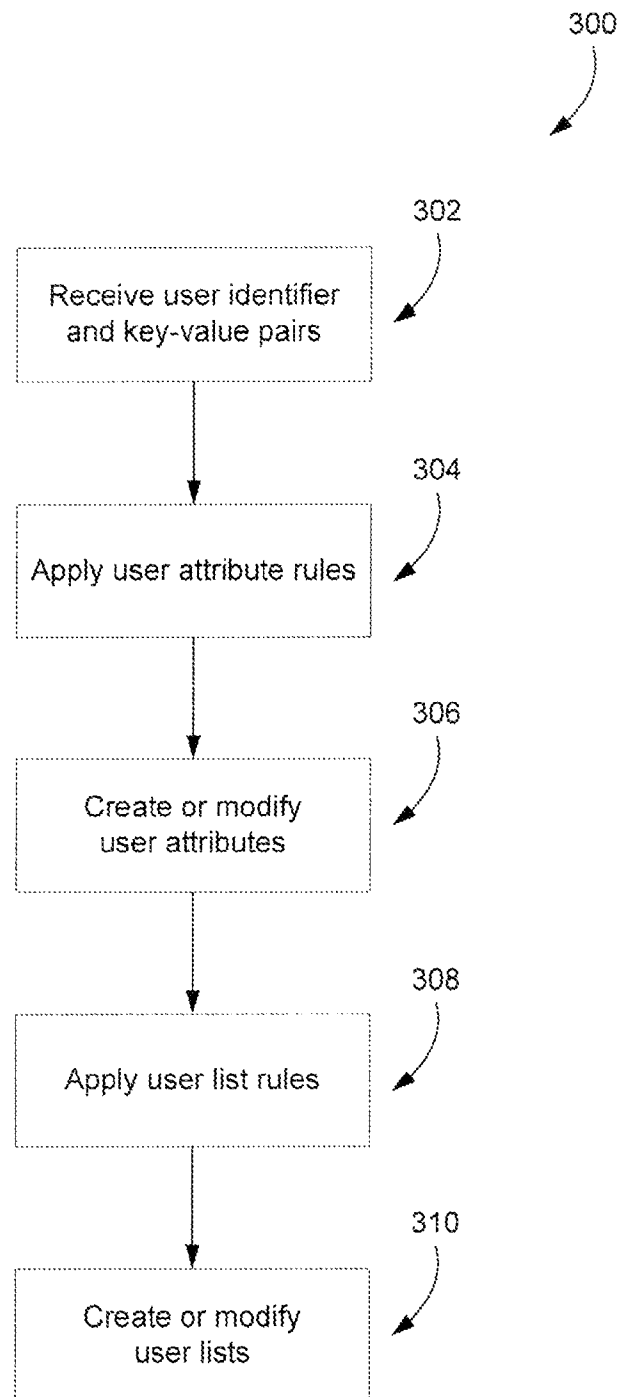 300
302
Receive user identifier
and key-value pairs
304
Apply user attribute rules
306
Create or modify
user attributes
308
Apply user list rules
310
Create or modify
user lists